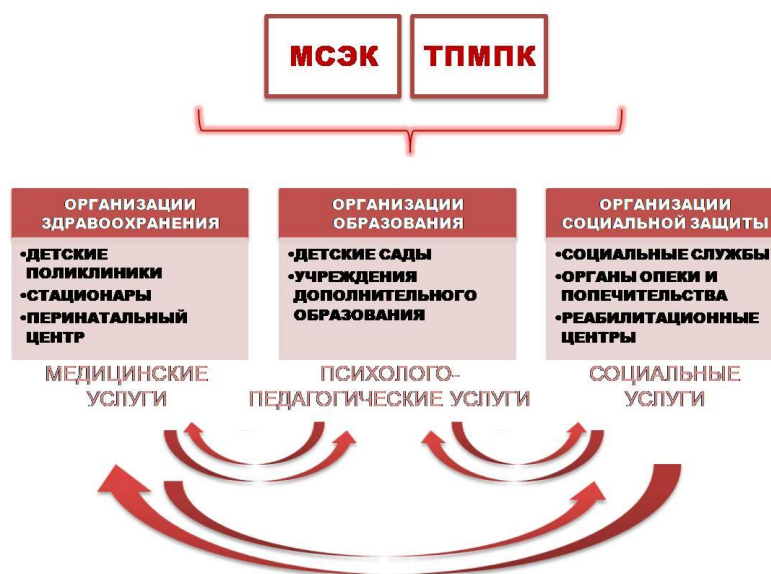 МСЭК
ТПМПК
ОРГАНИЗАЦИИ
ЗДРАВООХРАНЕНИЯ
•ДЕТСКИЕ
ПОЛИКЛИНИКИ
•СТАЦИОНАРЫ
•ПЕРИНАТАЛЬНЫЙ
ЦЕНТР
МЕДИЦИНСКИЕ
УСЛУГИ
ОРГАНИЗАЦИИ
ОБРАЗОВАНИЯ
•ДЕТСКИЕ САДЫ
•УЧРЕЖДЕНИЯ
ДОПОЛНИТЕЛЬНОГО
ОБРАЗОВАНИЯ
ПСИХОЛОГО-
ПЕДАГОГИЧЕСКИЕ УСЛУГИ
ОРГАНИЗАЦИИ
СОЦИАЛЬНОЙ ЗАЩИТЫ
•СОЦИАЛЬНЫЕ СЛУЖБЫ
•ОРГАНЫ ОПЕКИ И
ПОПЕЧИТЕЛЬСТВА
•РЕАБИЛИТАЦИОННЫЕ
ЦЕНТРЫ
СОЦИАЛЬНЫЕ
УСЛУГИ